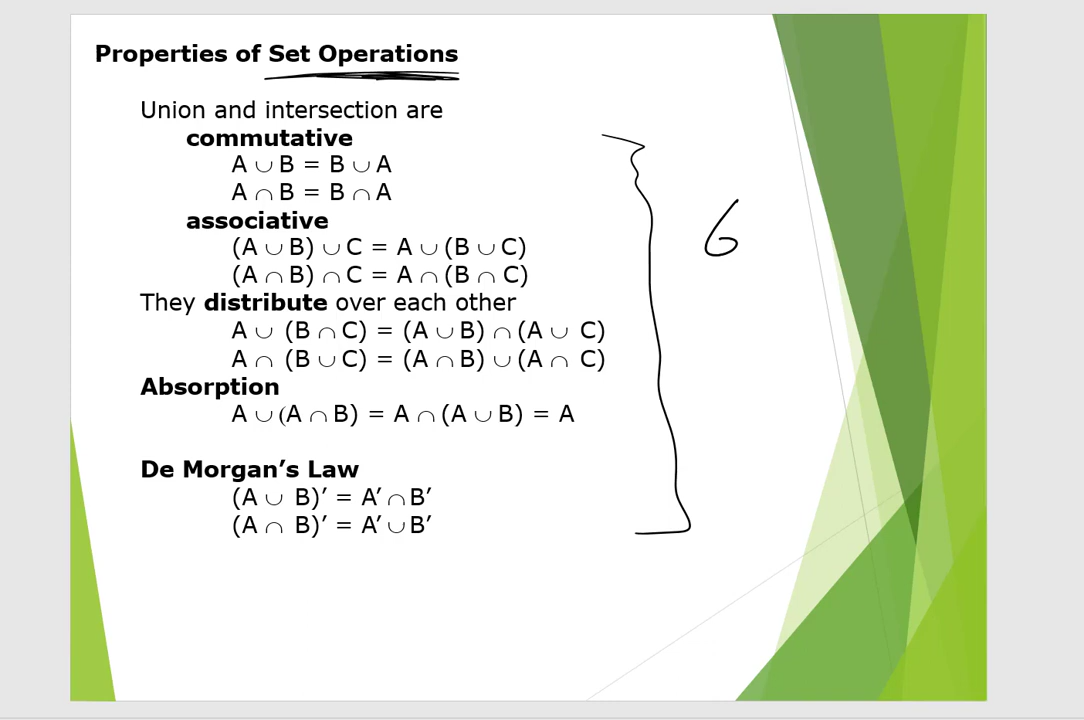 Properties of Set Operations
Union and intersection are
commutative
A ∪ B = B ∪ A
A ∩ B = B ∩ A
associative
(A ∪ B) ∪ C = A ∪ (B ∪ C)
(A ∩ B) ∩ C = A ∩ (B ∩ C)
They distribute over each other
A ∪ (B ∩ C) = (A ∪ B) ∩ (A ∪ C)
A ∩ (B ∪ C) = (A ∩ B) ∪ (A ∩ C)
Absorption
A ∪ (A ∩ B) = A ∩ (A ∪ B) = A
De Morgan’s Law
(A ∪ B)′ = A′ ∩ B′
(A ∩ B)′ = A′ ∪ B′
6